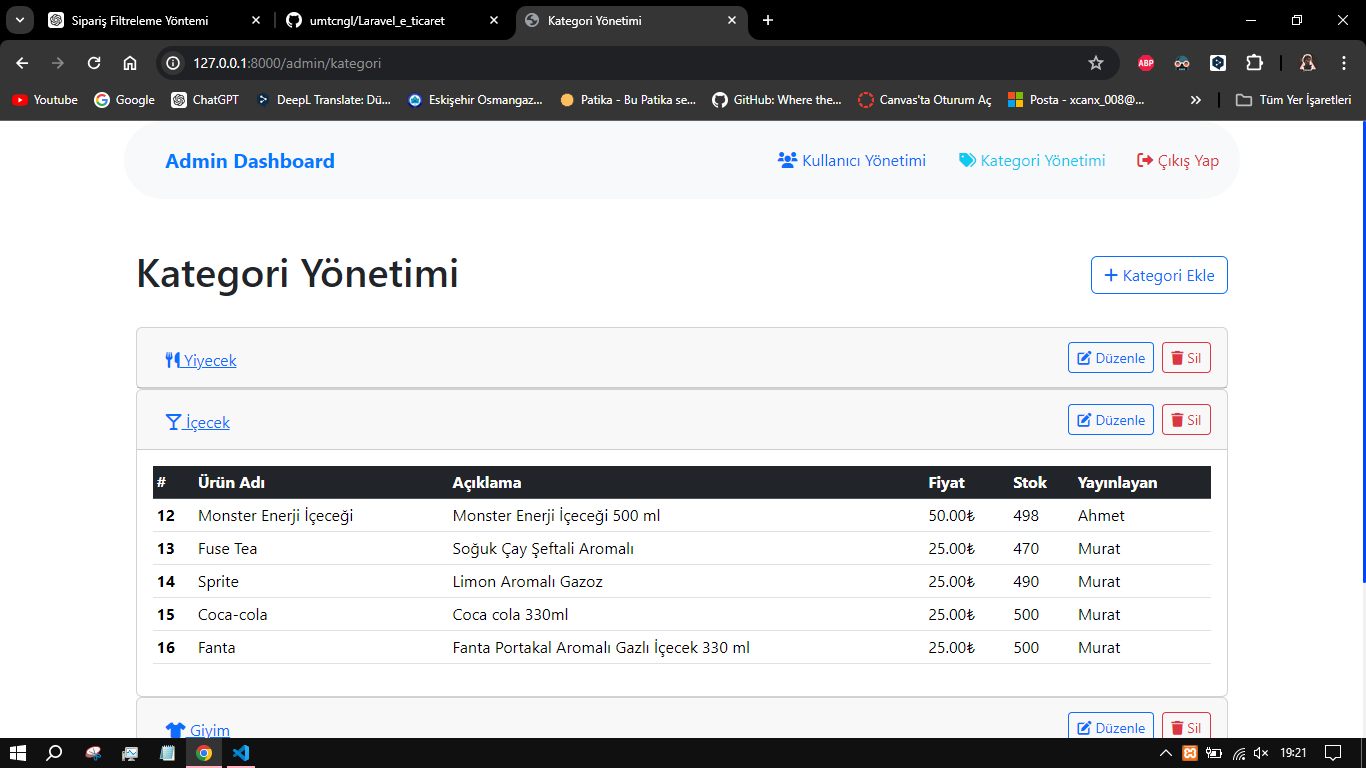 Sipariş Filtreleme Yöntemi
umtcngl/Laravel_e_ticaret
Kategori Yönetimi
127.0.0.1:8000/admin/kategori
ABP
Youtube
Google
ChatGPT
DeepL Translate: Dü...
Eskişehir Osmangaz...
Patika - Bu Patika se...
GitHub: Where the...
Canvas'ta Oturum Aç
Posta - xcanx_008@...
Tüm Yer İşaretleri
Admin Dashboard
Kullanıcı Yönetimi
Kategori Yönetimi
Çıkış Yap
Kategori Yönetimi
Kategori Ekle
Yiyecek
Düzenle
Sil
İçecek
Düzenle
Sil
# Ürün Adı Açıklama Fiyat Stok Yayınlayan
12 Monster Enerji İçeceği Monster Enerji İçeceği 500 ml 50.00₺ 498 Ahmet
13 Fuse Tea Soğuk Çay Şeftali Aromalı 25.00₺ 470 Murat
14 Sprite Limon Aromalı Gazoz 25.00₺ 490 Murat
15 Coca-cola Coca cola 330ml 25.00₺ 500 Murat
16 Fanta Fanta Portakal Aromalı Gazlı İçecek 330 ml 25.00₺ 500 Murat
Giyim
Düzenle
Sil
19:21